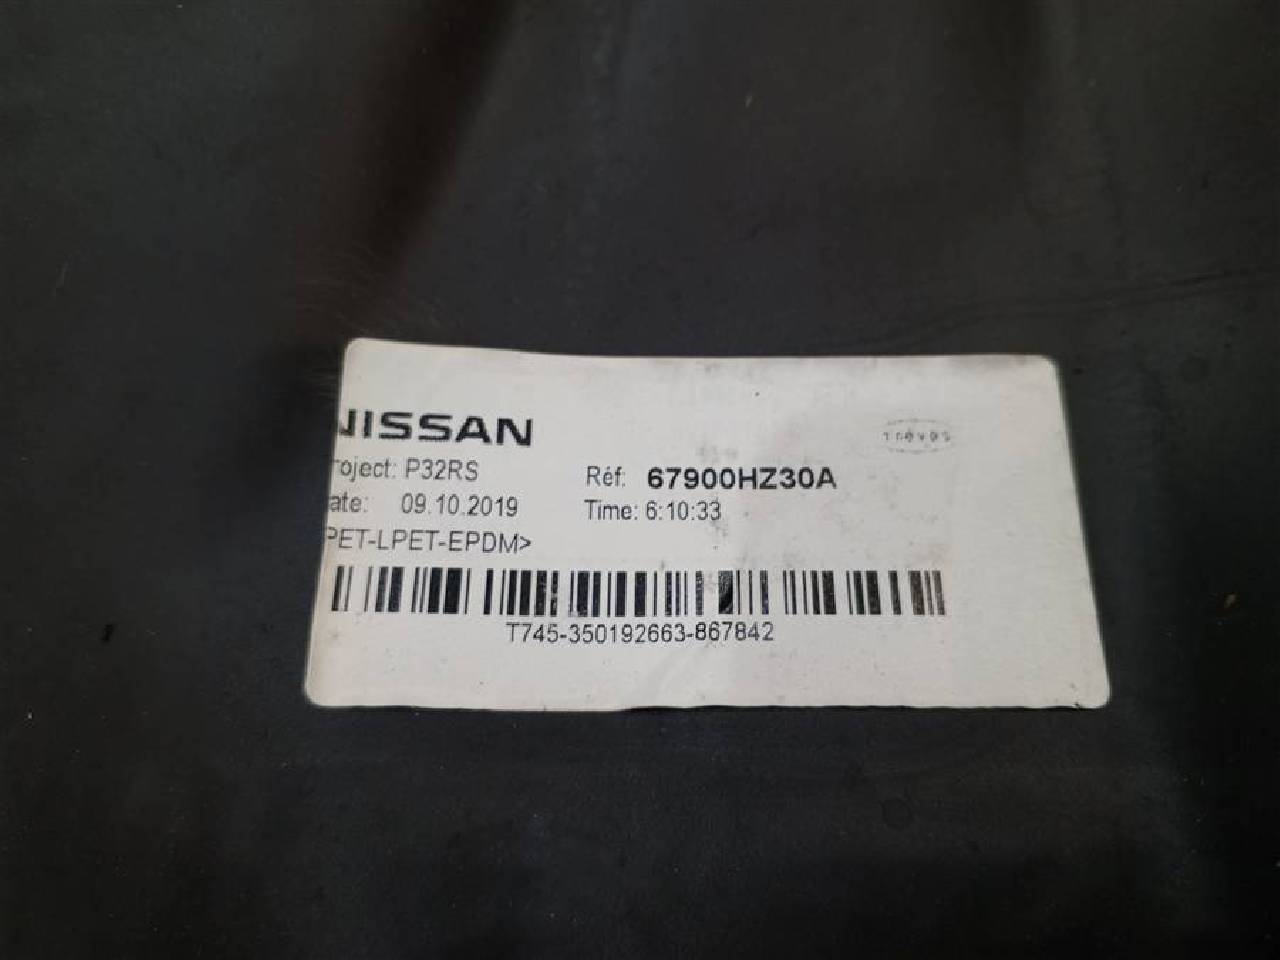 NISSAN
roject: P32RS Réf: 67900HZ30A
ate: 09.10.2019 Time: 6:10:33
PET-LPET-EPDM>
T745-350192663-867842